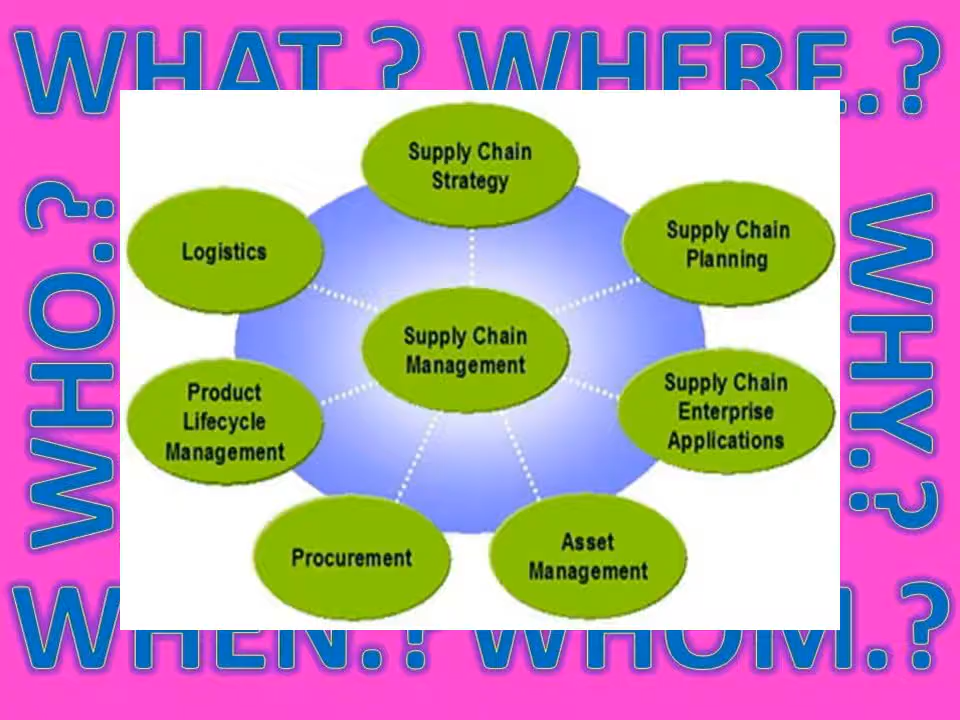 WHAT.? WHERE.?
WHO.?
WHY.?
Supply Chain
Strategy
Logistics
Supply Chain
Planning
Supply Chain
Management
Product
Lifecycle
Management
Supply Chain
Enterprise
Applications
Procurement
Asset
Management
WHEN.? WHOM.?